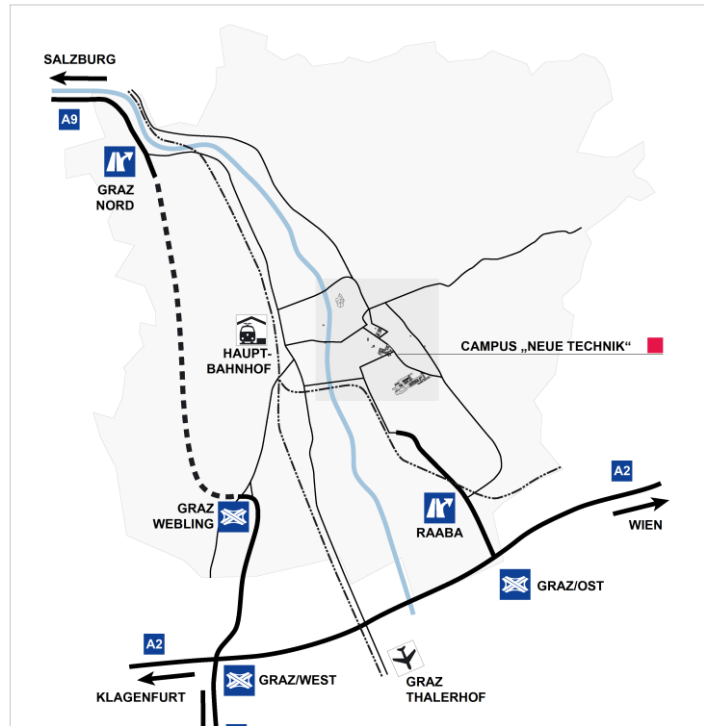 SALZBURG
A9
GRAZ
NORD
HAUPT-
BAHNHOF
CAMPUS „NEUE TECHNIK“
A2
GRAZ
WEBLING
WIEN
RAABA
GRAZ/OST
A2
GRAZ/WEST
GRAZ
THALERHOF
KLAGENFURT